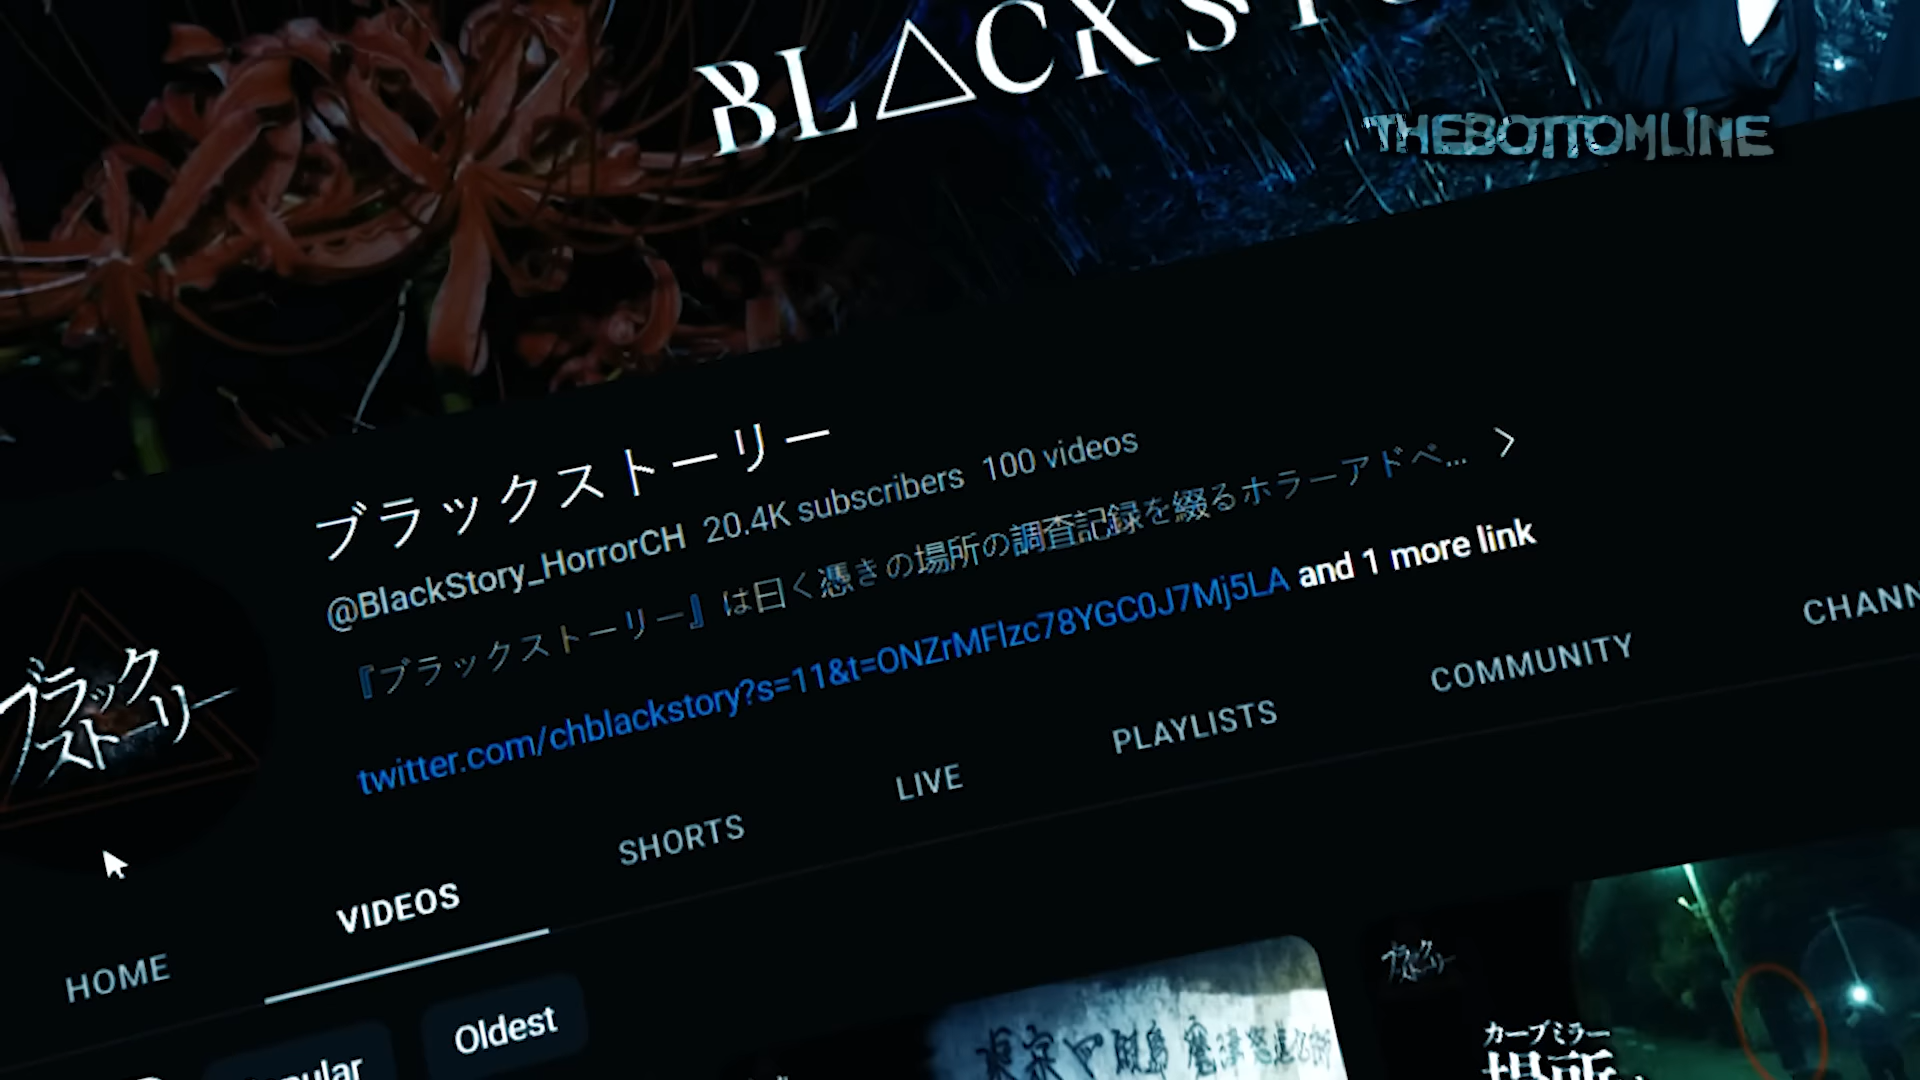 BLACKSTO
THEBOTTOMLINE
ブラックストーリー
@BlackStory_HorrorCH 20.4K subscribers 100 videos
『ブラックストーリー』は曰く憑きの場所の調査記録を綴るホラーアドベ...
twitter.com/chblackstory?s=11&t=ONZrMFlzc78YGC0J7Mj5LA and 1 more link
ブラック
ストーリー
HOME VIDEOS SHORTS LIVE PLAYLISTS COMMUNITY CHANN
pular Oldest
カーブミラー
場所